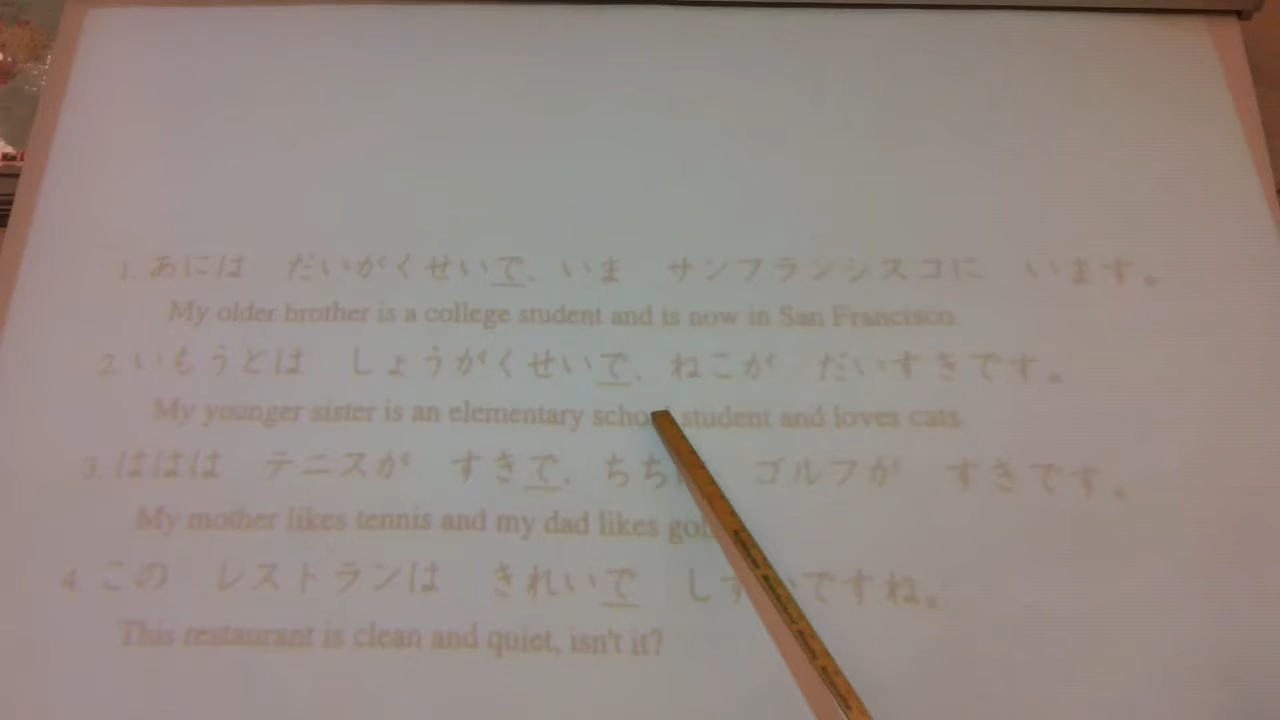 1. あには だいがくせいで、いま サンフランシスコに います。
My older brother is a college student and is now in San Francisco.
2. いもうとは しょうがくせいで、ねこが だいすきです。
My younger sister is an elementary school student and loves cats.
3. ははは テニスが すきで、ちち ゴルフが すきです。
My mother likes tennis and my dad likes
4. この レストランは きれいで ですね。
This restaurant is clean and quiet, isn't it?